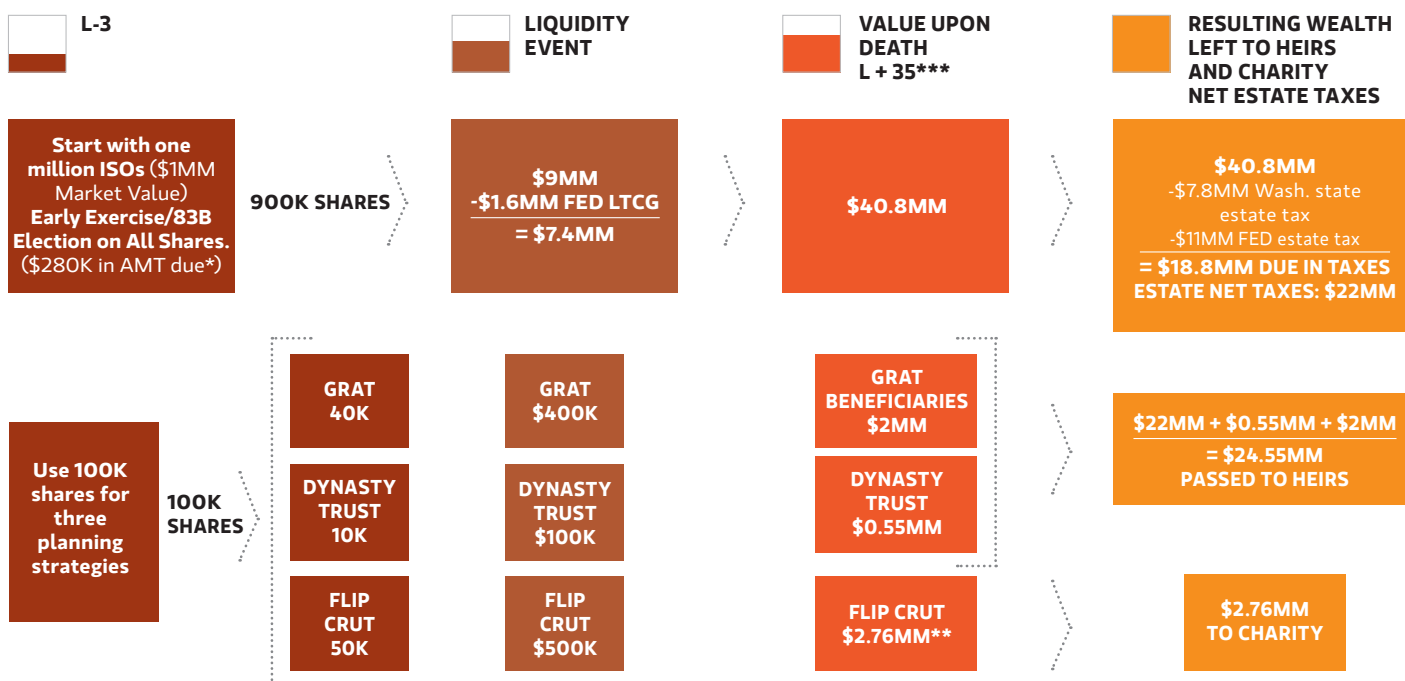 L-3
LIQUIDITY
EVENT
VALUE UPON
DEATH
L + 35***
RESULTING WEALTH
LEFT TO HEIRS
AND CHARITY
NET ESTATE TAXES
Start with one
million ISOs ($1MM
Market Value)
Early Exercise/83B
Election on All Shares.
($280K in AMT due*)
900K SHARES
$9MM
-$1.6MM FED LTCG
= $7.4MM
$40.8MM
$40.8MM
-$7.8MM Wash. state
estate tax
-$11MM FED estate tax
= $18.8MM DUE IN TAXES
ESTATE NET TAXES: $22MM
Use 100K
shares for
three
planning
strategies
100K
SHARES
GRAT
40K
GRAT
$400K
GRAT
BENEFICIARIES
$2MM
DYNASTY
TRUST
10K
DYNASTY
TRUST
$100K
DYNASTY
TRUST
$0.55MM
$22MM + $0.55MM + $2MM
= $24.55MM
PASSED TO HEIRS
FLIP
CRUT
50K
FLIP
CRUT
$500K
FLIP CRUT
$2.76MM**
$2.76MM
TO CHARITY